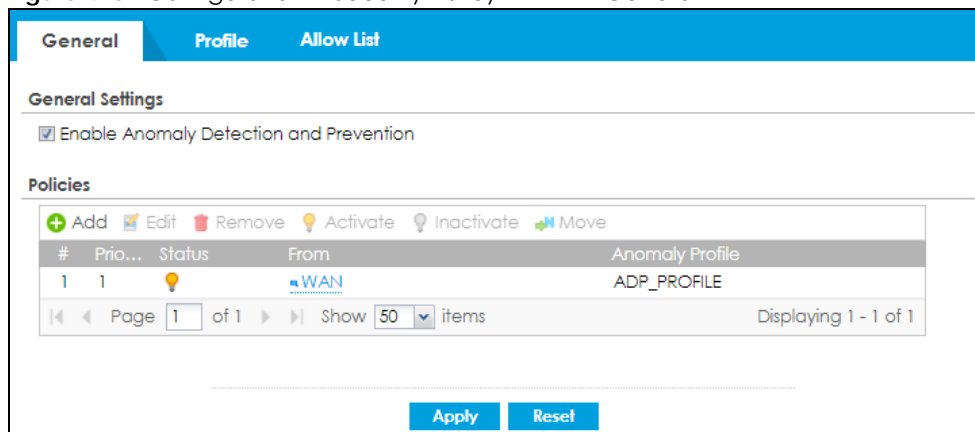 General Profile Allow List
General Settings
Enable Anomaly Detection and Prevention
Policies
Add Edit Remove Activate Inactivate Move
# Prio... Status From Anomaly Profile
1 1 WAN ADP_PROFILE
Page 1 of 1 Show 50 items Displaying 1 - 1 of 1
Apply Reset